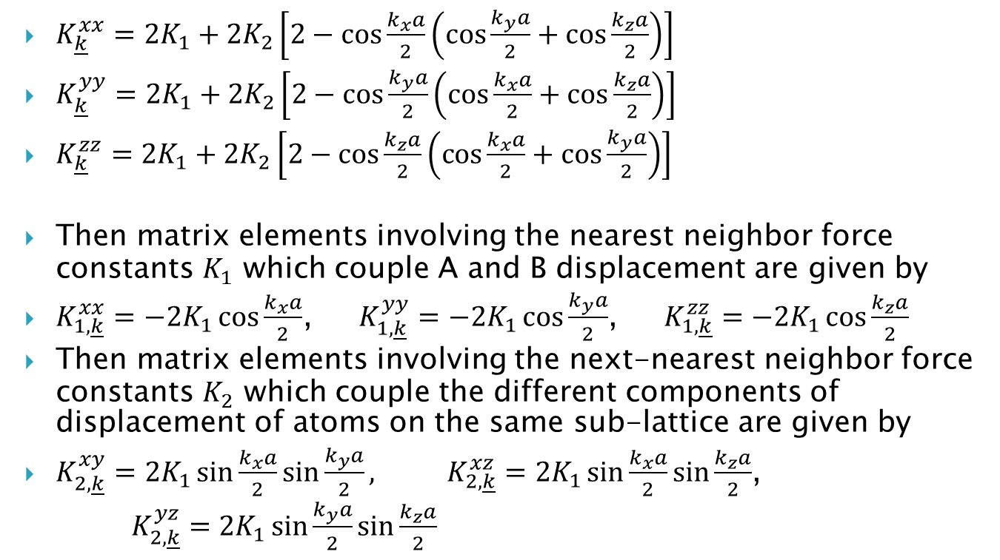 ▶ $K_{\underline{k}}^{xx} = 2K_1 + 2K_2 \left[ 2 - \cos\frac{k_x a}{2} \left( \cos\frac{k_y a}{2} + \cos\frac{k_z a}{2} \right) \right]$
▶ $K_{\underline{k}}^{yy} = 2K_1 + 2K_2 \left[ 2 - \cos\frac{k_y a}{2} \left( \cos\frac{k_x a}{2} + \cos\frac{k_z a}{2} \right) \right]$
▶ $K_{\underline{k}}^{zz} = 2K_1 + 2K_2 \left[ 2 - \cos\frac{k_z a}{2} \left( \cos\frac{k_x a}{2} + \cos\frac{k_y a}{2} \right) \right]$
▶ Then matrix elements involving the nearest neighbor force
constants $K_1$ which couple A and B displacement are given by
▶ $K_{1,\underline{k}}^{xx} = -2K_1 \cos\frac{k_x a}{2}, \quad K_{1,\underline{k}}^{yy} = -2K_1 \cos\frac{k_y a}{2}, \quad K_{1,\underline{k}}^{zz} = -2K_1 \cos\frac{k_z a}{2}$
▶ Then matrix elements involving the next-nearest neighbor force
constants $K_2$ which couple the different components of
displacement of atoms on the same sub-lattice are given by
▶ $K_{2,\underline{k}}^{xy} = 2K_1 \sin\frac{k_x a}{2} \sin\frac{k_y a}{2}, \quad K_{2,\underline{k}}^{xz} = 2K_1 \sin\frac{k_x a}{2} \sin\frac{k_z a}{2},$
$K_{2,\underline{k}}^{yz} = 2K_1 \sin\frac{k_y a}{2} \sin\frac{k_z a}{2}$